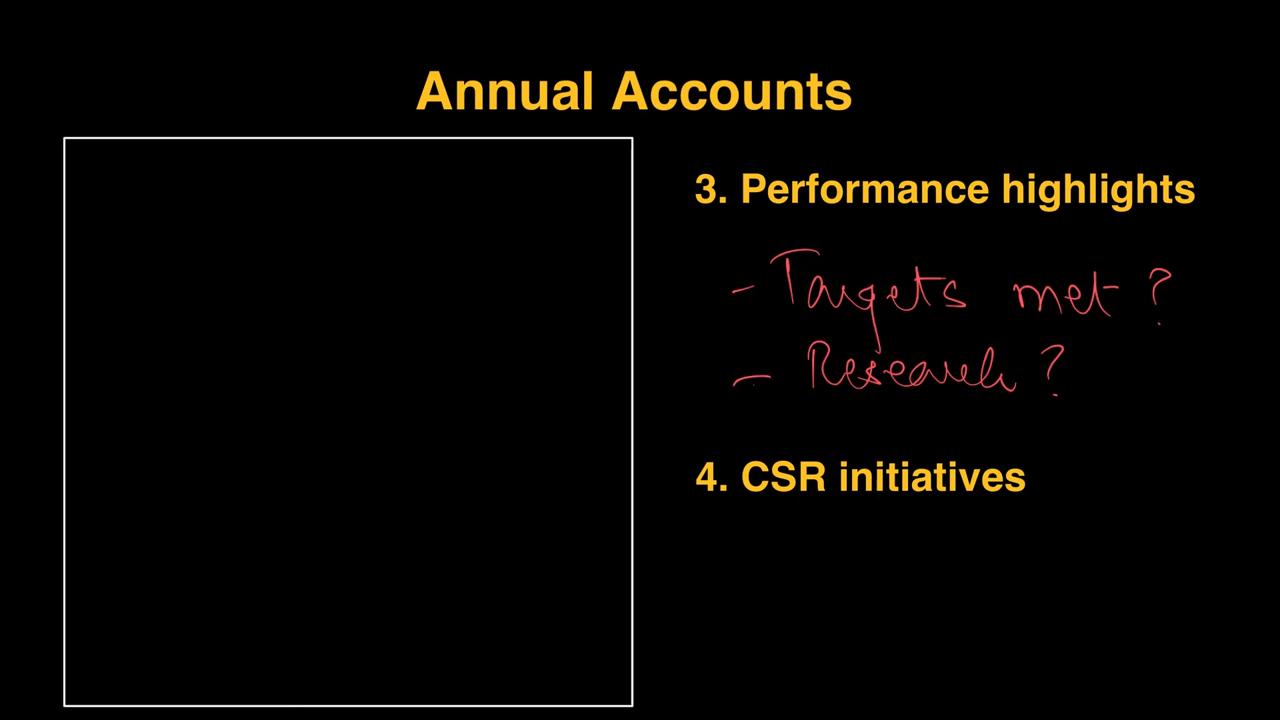 Annual Accounts
3. Performance highlights
- Targets met ?
- Research ?
4. CSR initiatives